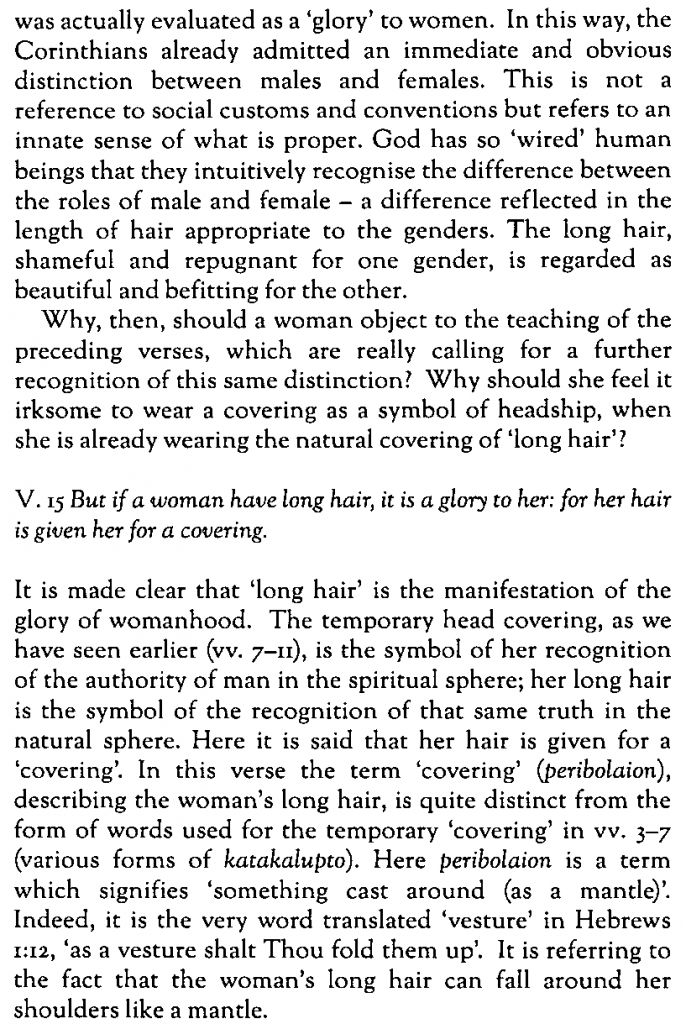 was actually evaluated as a ‘glory’ to women. In this way, the
Corinthians already admitted an immediate and obvious
distinction between males and females. This is not a
reference to social customs and conventions but refers to an
innate sense of what is proper. God has so ‘wired’ human
beings that they intuitively recognise the difference between
the roles of male and female – a difference reflected in the
length of hair appropriate to the genders. The long hair,
shameful and repugnant for one gender, is regarded as
beautiful and befitting for the other.
Why, then, should a woman object to the teaching of the
preceding verses, which are really calling for a further
recognition of this same distinction? Why should she feel it
irksome to wear a covering as a symbol of headship, when
she is already wearing the natural covering of ‘long hair’?
V. 15 But if a woman have long hair, it is a glory to her: for her hair
is given her for a covering.
It is made clear that ‘long hair’ is the manifestation of the
glory of womanhood. The temporary head covering, as we
have seen earlier (vv. 7–11), is the symbol of her recognition
of the authority of man in the spiritual sphere; her long hair
is the symbol of the recognition of that same truth in the
natural sphere. Here it is said that her hair is given for a
‘covering’. In this verse the term ‘covering’ (peribolaion),
describing the woman’s long hair, is quite distinct from the
form of words used for the temporary ‘covering’ in vv. 3–7
(various forms of katakalupto). Here peribolaion is a term
which signifies ‘something cast around (as a mantle)’.
Indeed, it is the very word translated ‘vesture’ in Hebrews
1:12, ‘as a vesture shalt Thou fold them up’. It is referring to
the fact that the woman’s long hair can fall around her
shoulders like a mantle.